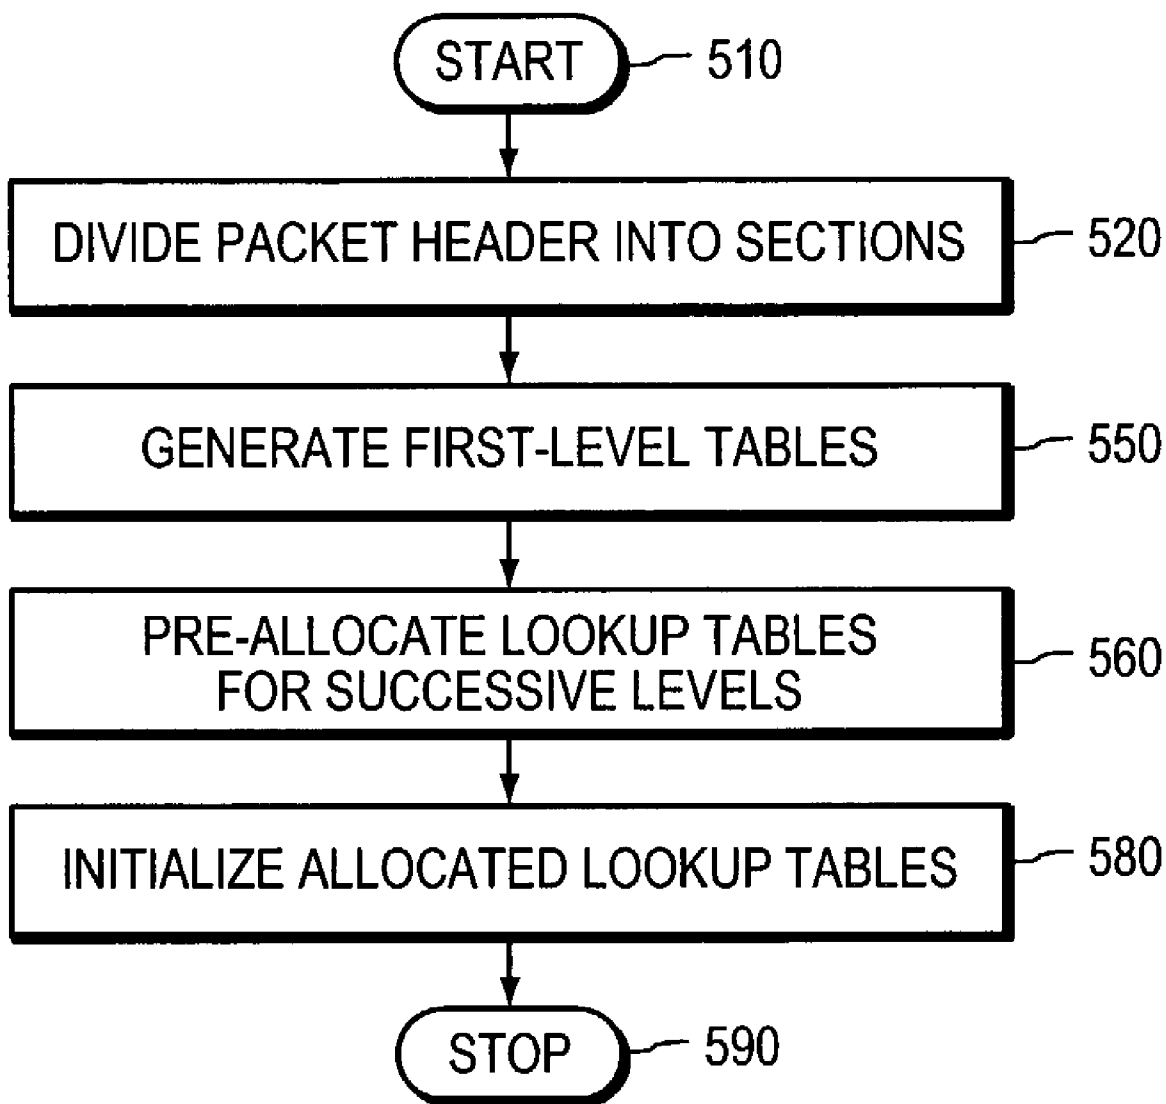 START
510
DIVIDE PACKET HEADER INTO SECTIONS
520
GENERATE FIRST-LEVEL TABLES
550
PRE-ALLOCATE LOOKUP TABLES
FOR SUCCESSIVE LEVELS
560
INITIALIZE ALLOCATED LOOKUP TABLES
580
STOP
590